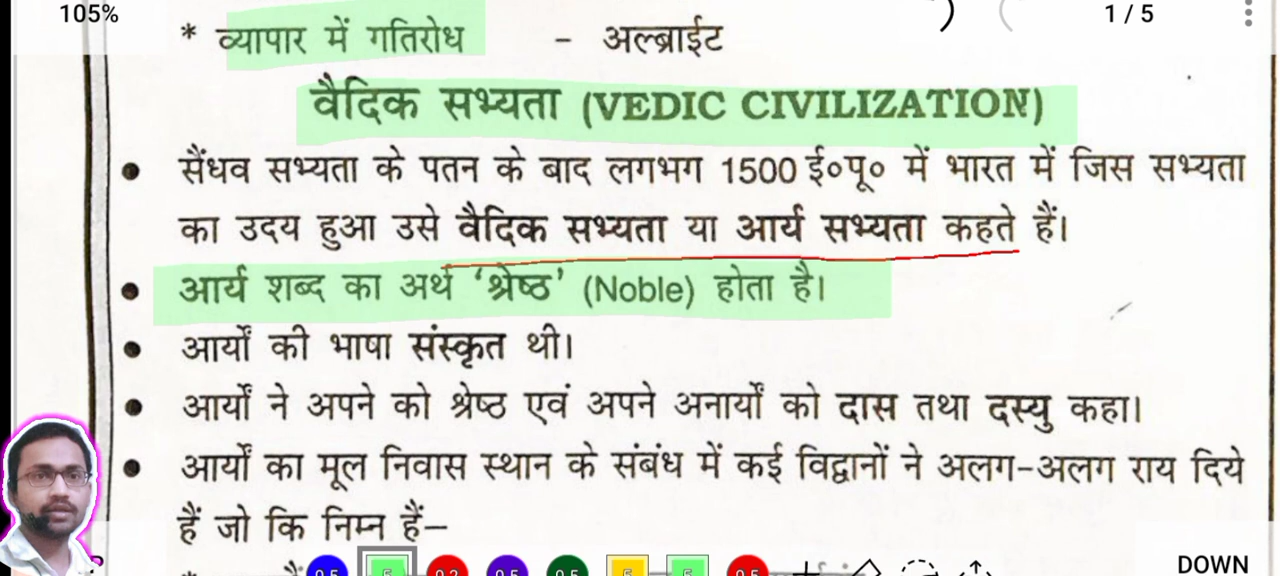 105%
1 / 5
* व्यापार में गतिरोध - अल्ब्राईट
वैदिक सभ्यता (VEDIC CIVILIZATION)
• सैंधव सभ्यता के पतन के बाद लगभग 1500 ई०पू० में भारत में जिस सभ्यता
का उदय हुआ उसे वैदिक सभ्यता या आर्य सभ्यता कहते हैं।
• आर्य शब्द का अर्थ ‘श्रेष्ठ’ (Noble) होता है।
• आर्यों की भाषा संस्कृत थी।
• आर्यों ने अपने को श्रेष्ठ एवं अपने अनार्यों को दास तथा दस्यु कहा।
• आर्यों का मूल निवास स्थान के संबंध में कई विद्वानों ने अलग-अलग राय दिये
हैं जो कि निम्न हैं–
DOWN